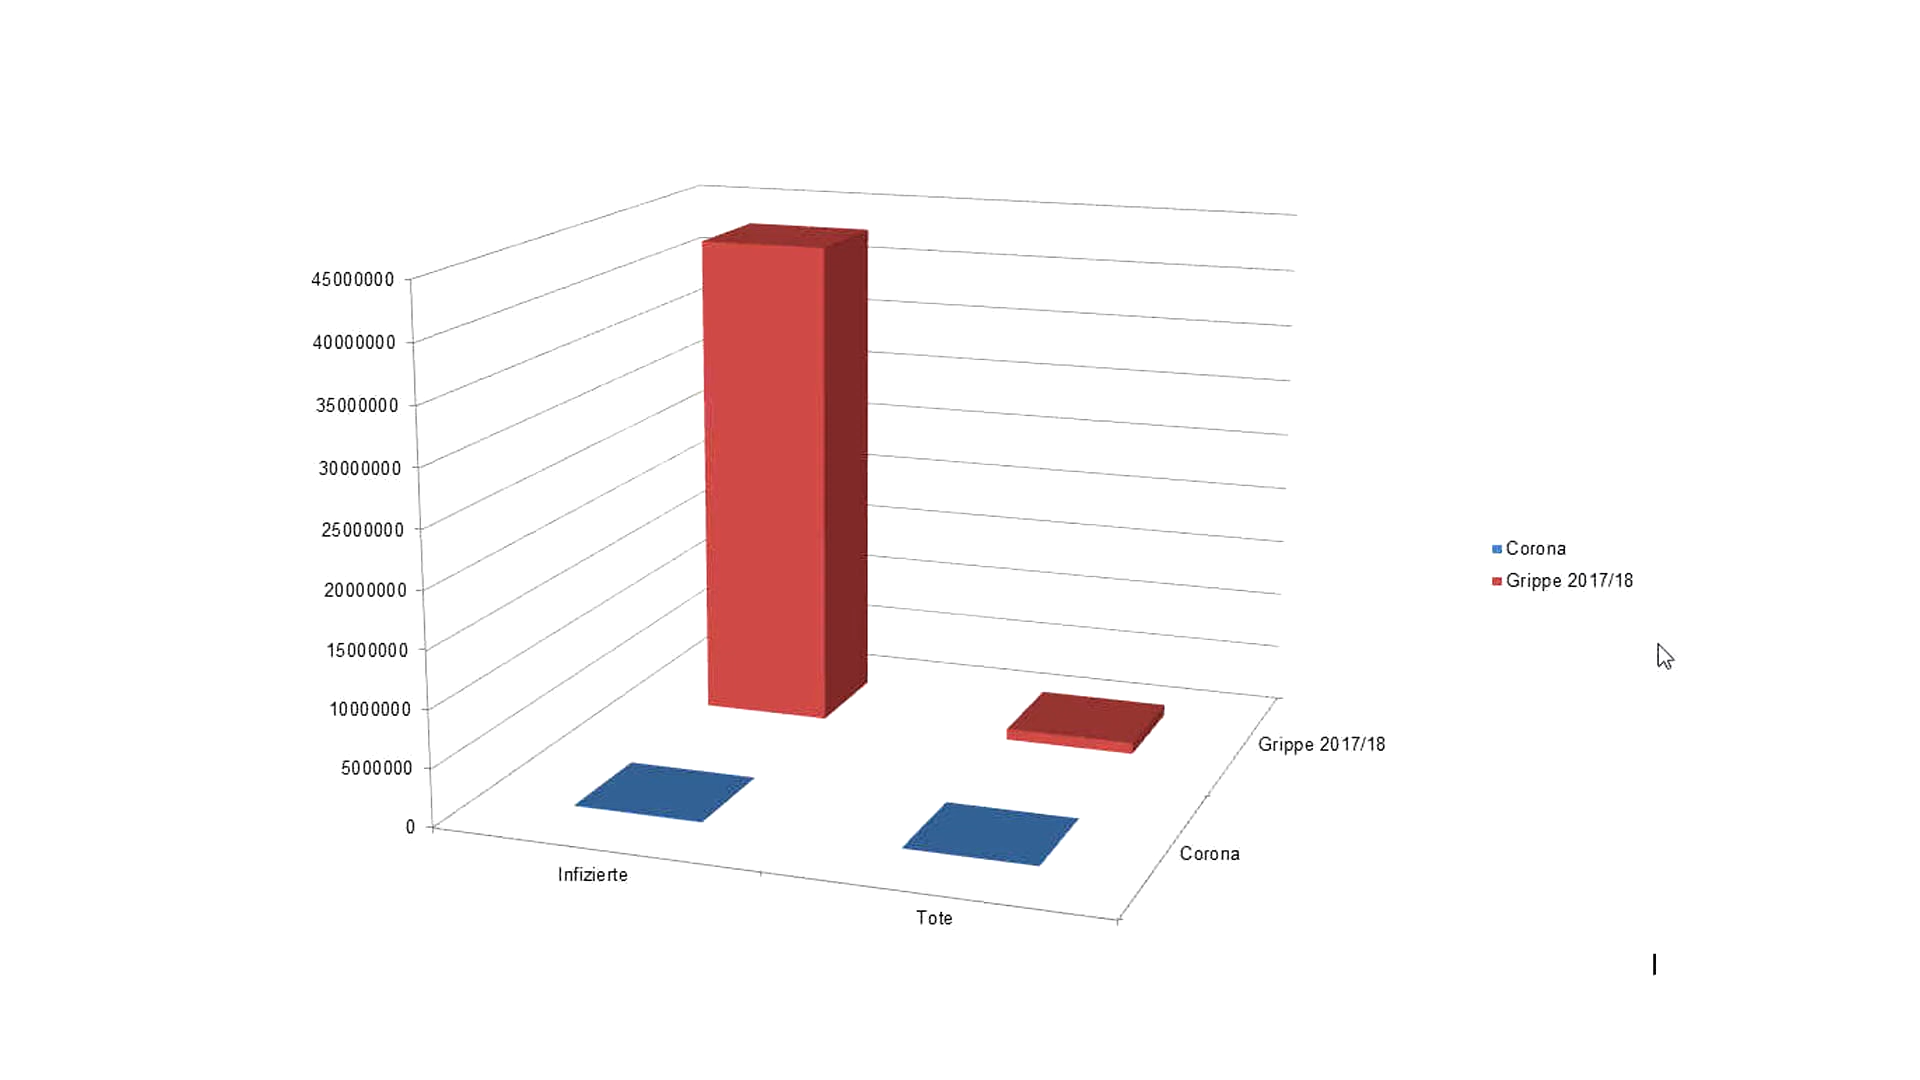 45000000
40000000
35000000
30000000
25000000
20000000
15000000
10000000
5000000
0
Infizierte
Tote
Corona
Grippe 2017/18
Corona
Grippe 2017/18